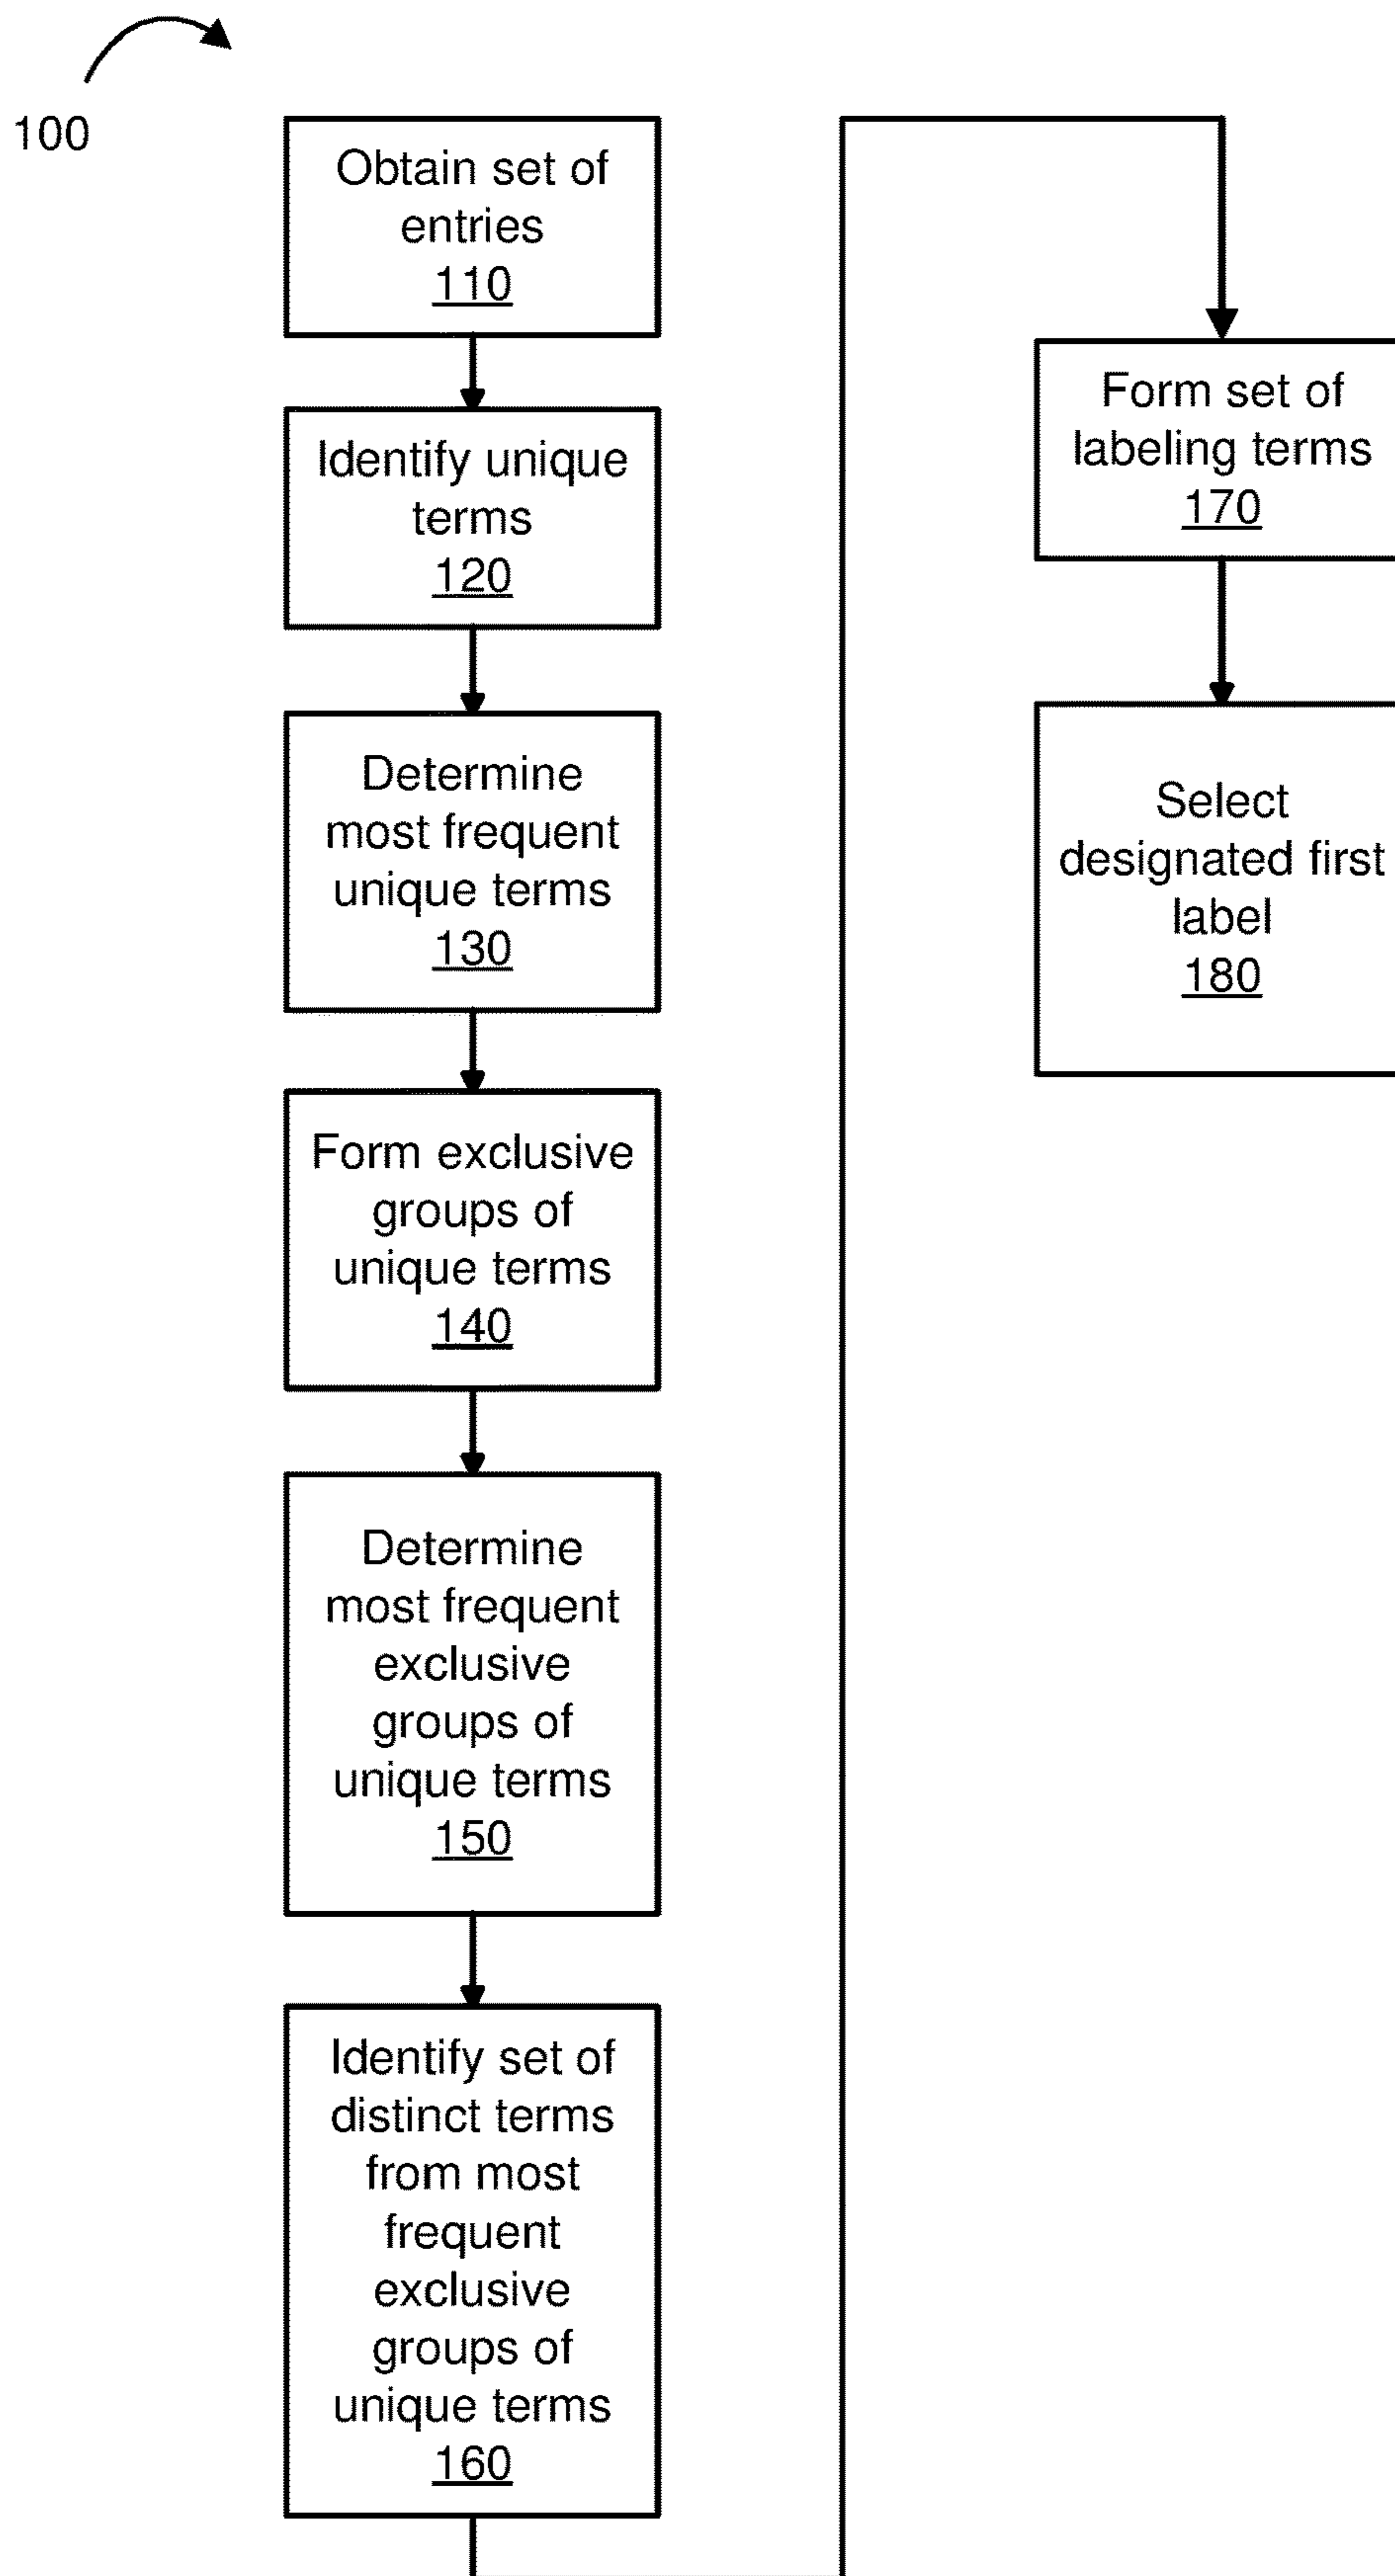 100
Obtain set of
entries
110
Identify unique
terms
120
Determine
most frequent
unique terms
130
Form exclusive
groups of
unique terms
140
Determine
most frequent
exclusive
groups of
unique terms
150
Identify set of
distinct terms
from most
frequent
exclusive
groups of
unique terms
160
Form set of
labeling terms
170
Select
designated first
label
180